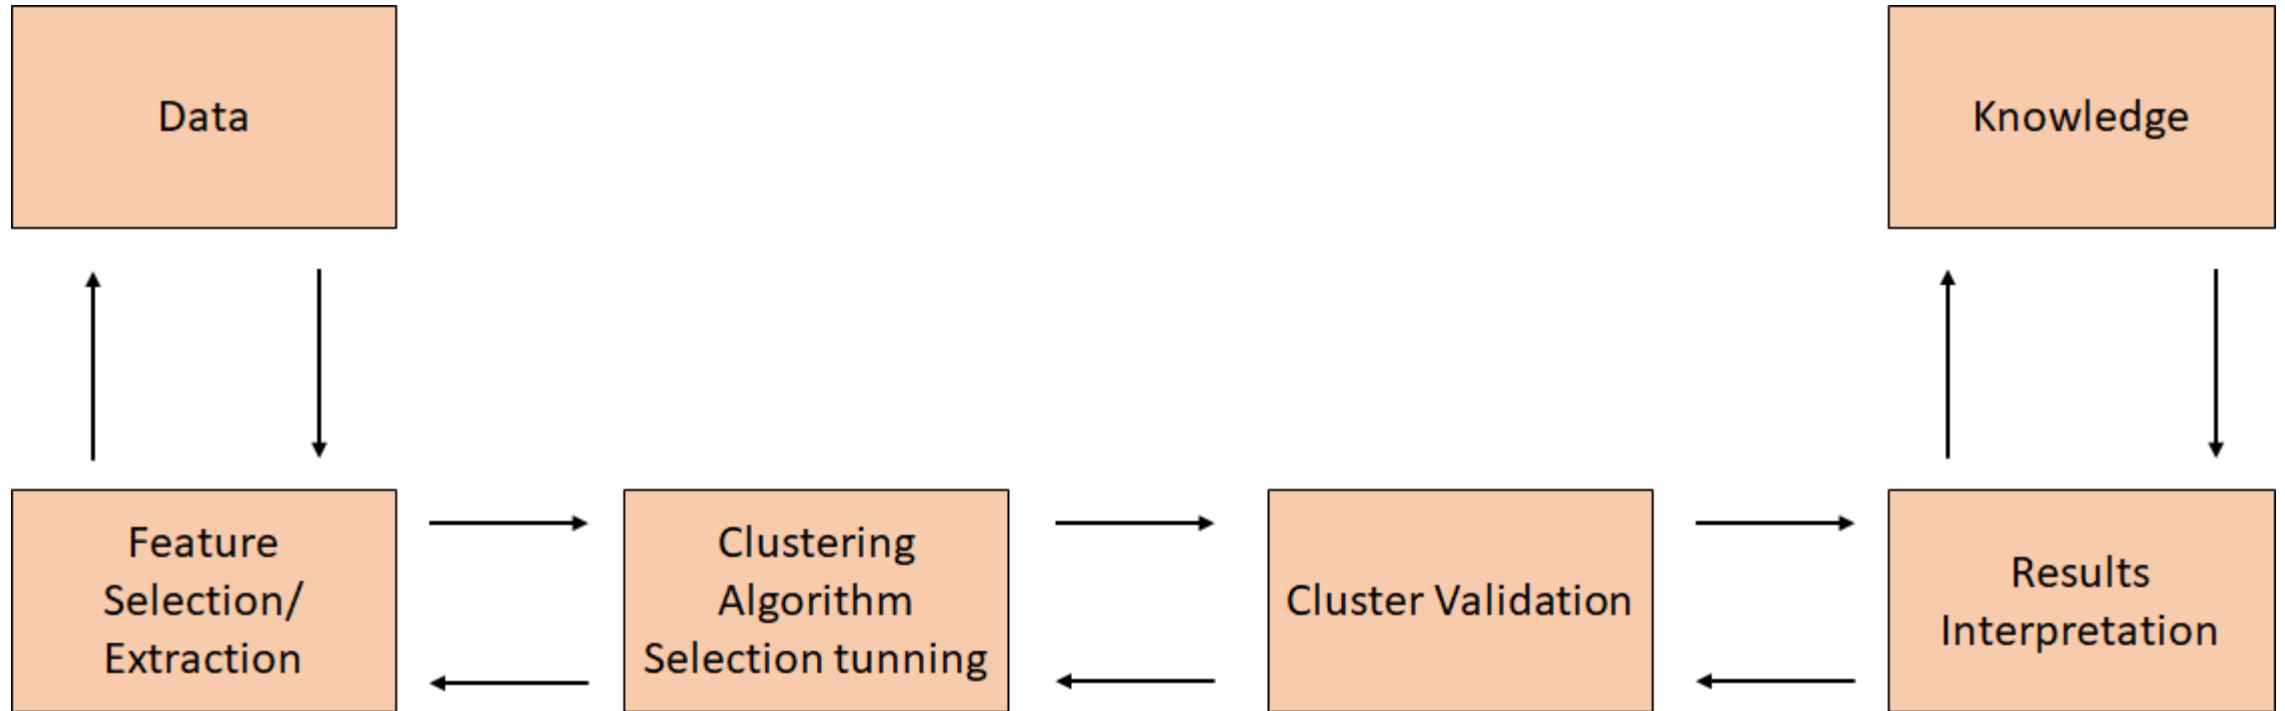 Data
Knowledge
Feature
Selection/
Extraction
Clustering
Algorithm
Selection tunning
Cluster Validation
Results
Interpretation